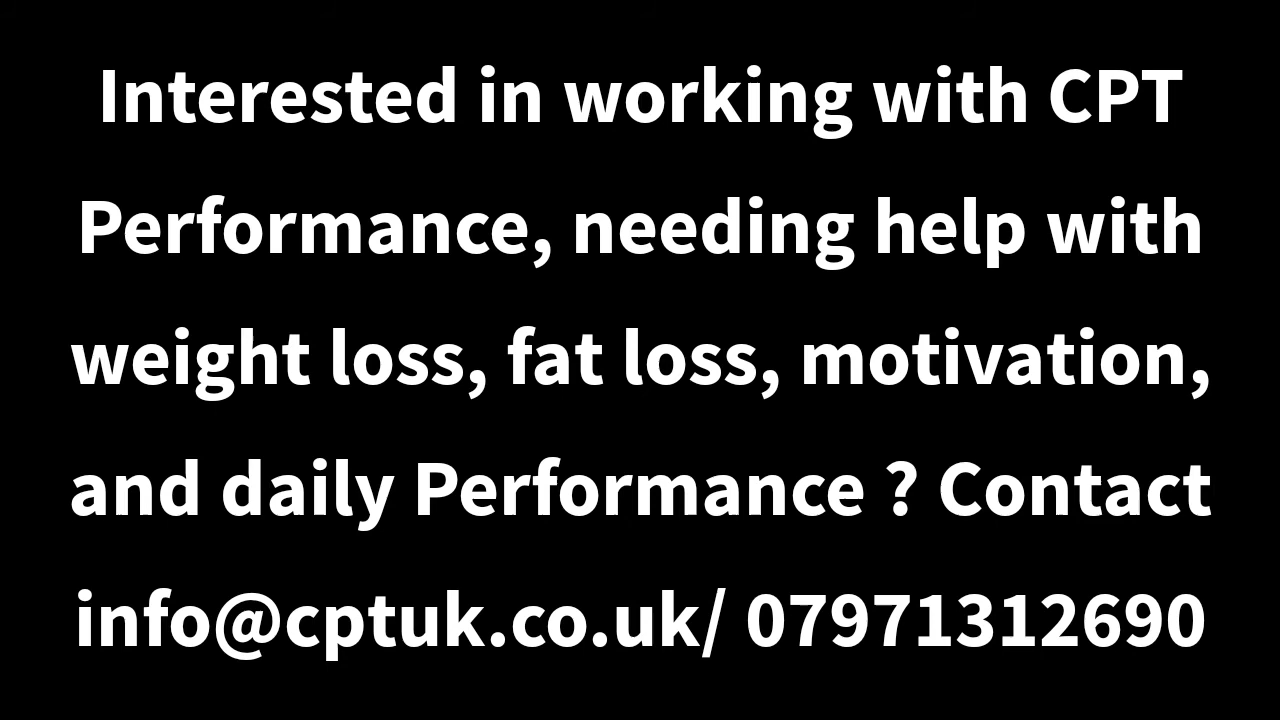 Interested in working with CPT
Performance, needing help with
weight loss, fat loss, motivation,
and daily Performance ? Contact
info@cptuk.co.uk/ 07971312690